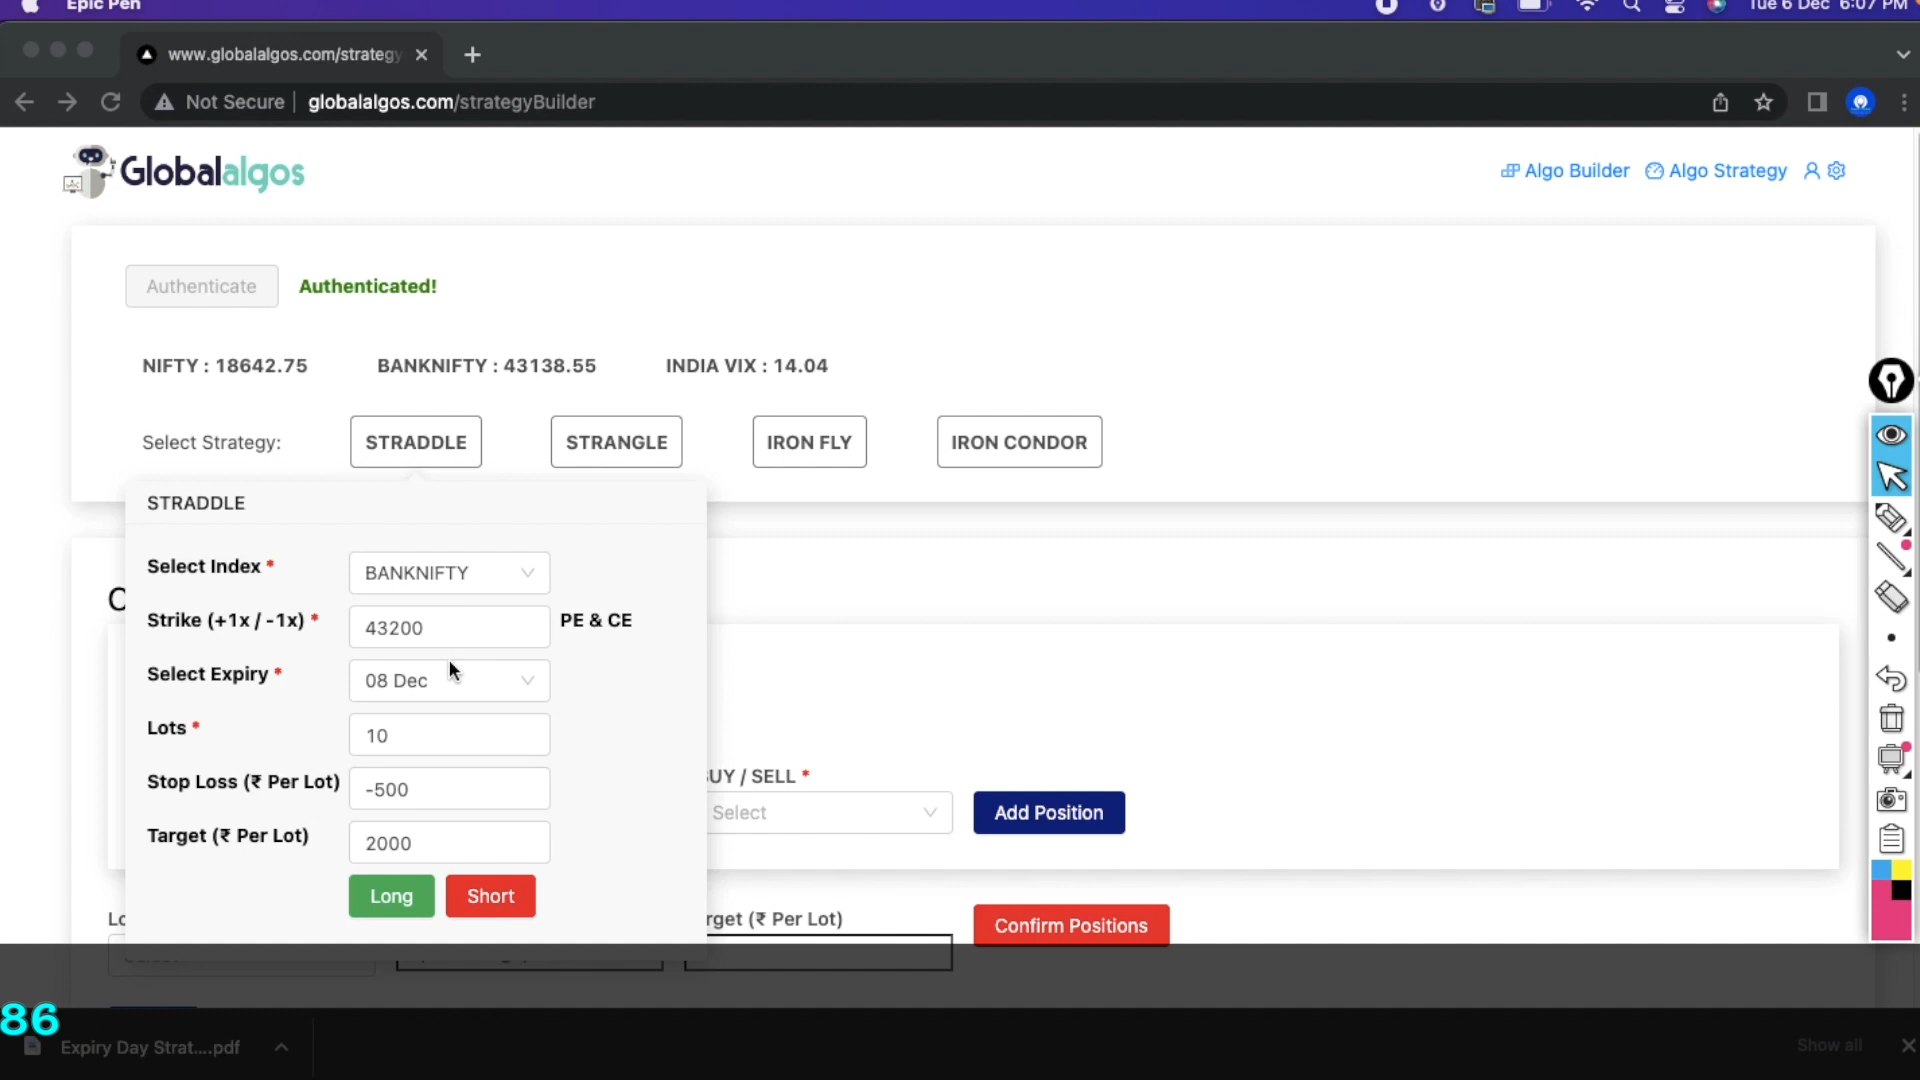 Epic Pen
Tue 6 Dec 6:07 PM
www.globalalgos.com/strategy
Not Secure globalalgos.com/strategyBuilder
Globalalgos
Algo Builder Algo Strategy
Authenticate Authenticated!
NIFTY : 18642.75 BANKNIFTY : 43138.55 INDIA VIX : 14.04
Select Strategy: STRADDLE STRANGLE IRON FLY IRON CONDOR
STRADDLE
Select Index * BANKNIFTY
Strike (+1x / -1x) * 43200 PE & CE
Select Expiry * 08 Dec
Lots * 10
Stop Loss (₹ Per Lot) -500
Target (₹ Per Lot) 2000
Long Short
BUY / SELL *
Select
Add Position
rget (₹ Per Lot)
Confirm Positions
86
Expiry Day Strat....pdf
Show all